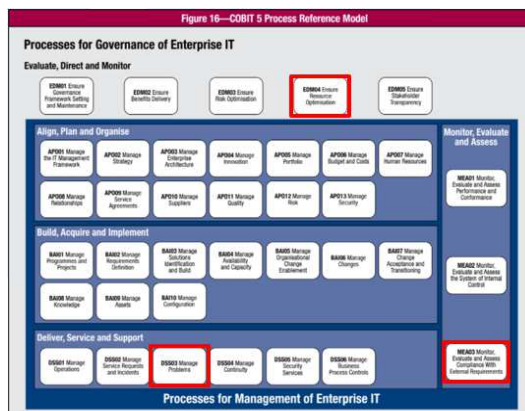 Figure 16—COBIT 5 Process Reference Model
Processes for Governance of Enterprise IT
Evaluate, Direct and Monitor
EDM01 Ensure
Governance
Framework Setting
and Maintenance
EDM02 Ensure
Benefits Delivery
EDM03 Ensure
Risk Optimisation
EDM04 Ensure
Resource
Optimisation
EDM05 Ensure
Stakeholder
Transparency
Align, Plan and Organise
APO01 Manage
the IT Management
Framework
APO02 Manage
Strategy
APO03 Manage
Enterprise
Architecture
APO04 Manage
Innovation
APO05 Manage
Portfolio
APO06 Manage
Budget and Costs
APO07 Manage
Human Resources
APO08 Manage
Relationships
APO09 Manage
Service
Agreements
APO10 Manage
Suppliers
APO11 Manage
Quality
APO12 Manage
Risk
APO13 Manage
Security
Build, Acquire and Implement
BAI01 Manage
Programmes and
Projects
BAI02 Manage
Requirements
Definition
BAI03 Manage
Solutions
Identification
and Build
BAI04 Manage
Availability
and Capacity
BAI05 Manage
Organisational
Change
Enablement
BAI06 Manage
Changes
BAI07 Manage
Change
Acceptance and
Transitioning
BAI08 Manage
Knowledge
BAI09 Manage
Assets
BAI10 Manage
Configuration
Deliver, Service and Support
DSS01 Manage
Operations
DSS02 Manage
Service Requests
and Incidents
DSS03 Manage
Problems
DSS04 Manage
Continuity
DSS05 Manage
Security
Services
DSS06 Manage
Business
Process Controls
Monitor, Evaluate
and Assess
MEA01 Monitor,
Evaluate and Assess
Performance and
Conformance
MEA02 Monitor,
Evaluate and Assess
the System of Internal
Control
MEA03 Monitor,
Evaluate and Assess
Compliance With
External Requirements
Processes for Management of Enterprise IT